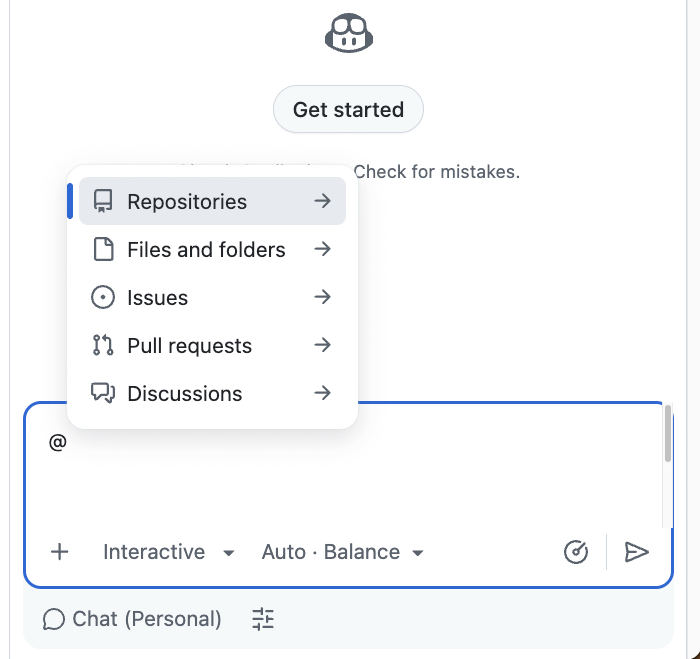 Get started
Check for mistakes.
Repositories
Files and folders
Issues
Pull requests
Discussions
@
Interactive
Auto · Balance
Chat (Personal)